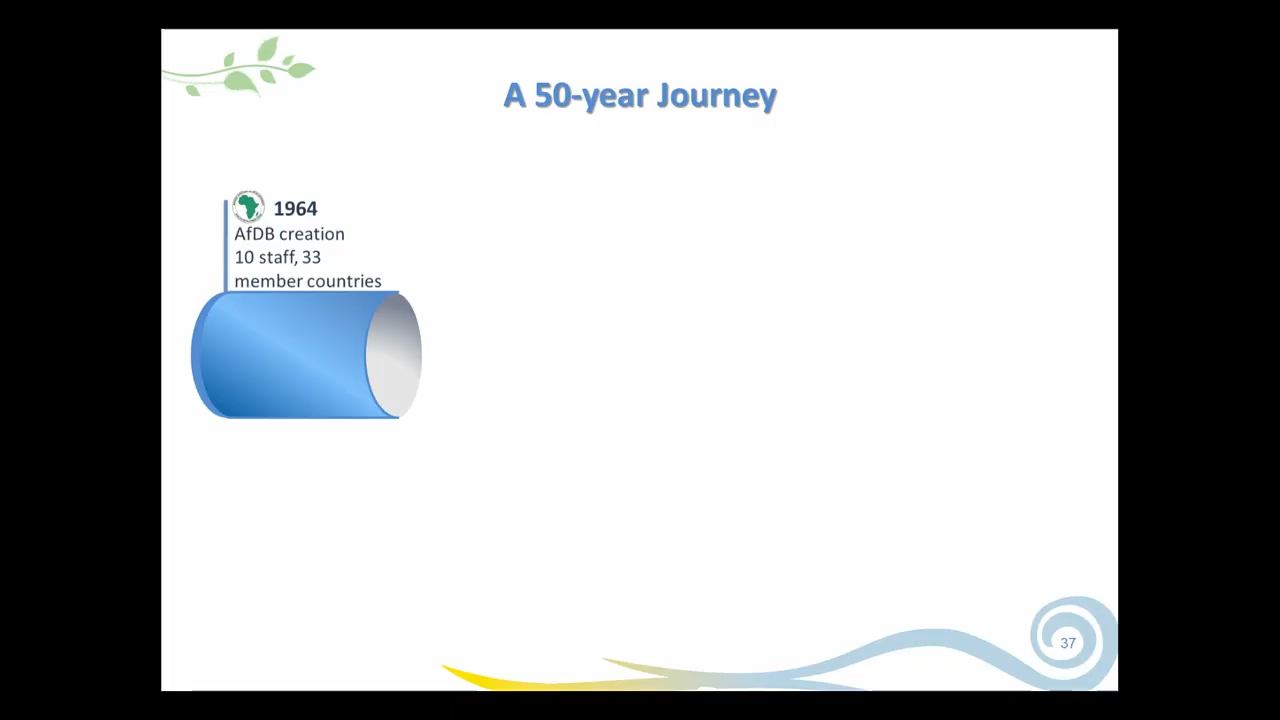 A 50-year Journey
1964
AfDB creation
10 staff, 33
member countries
37